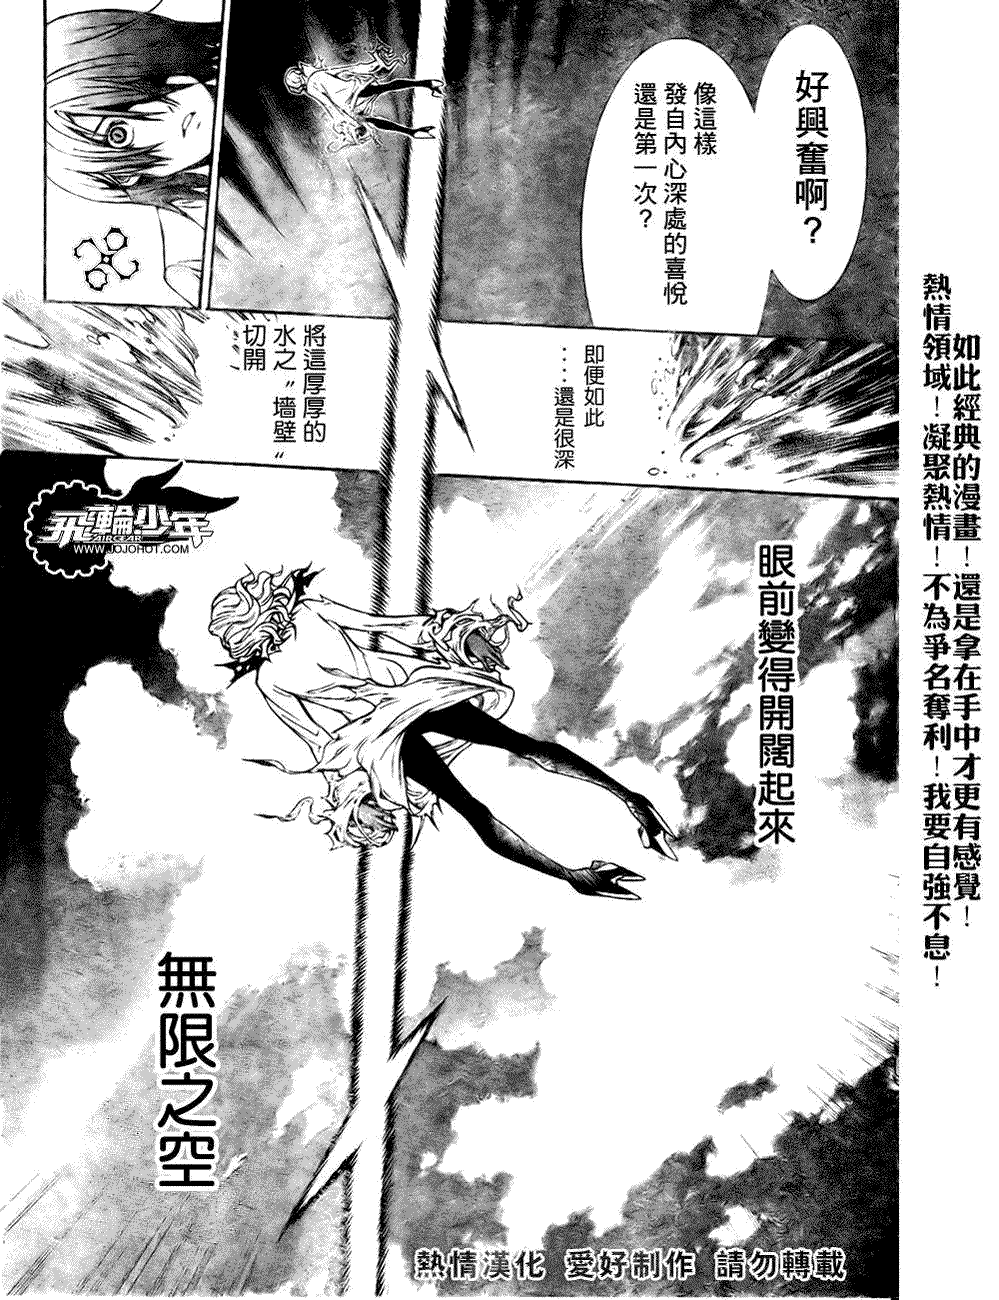 好興奮啊？
像這樣
發自內心深處的喜悅
還是第一次？
即便如此
....還是很深
將這厚厚的
水之"墻壁"
切開
眼前變得開闊起來
無限之空
飛輪少年
AIRGEAR
WWW.JOJOHOT.COM
如此經典的漫畫！還是拿在手中才更有感覺！
熱情領域！凝聚熱情！不為爭名奪利！我要自強不息！
熱情漢化 愛好制作 請勿轉載